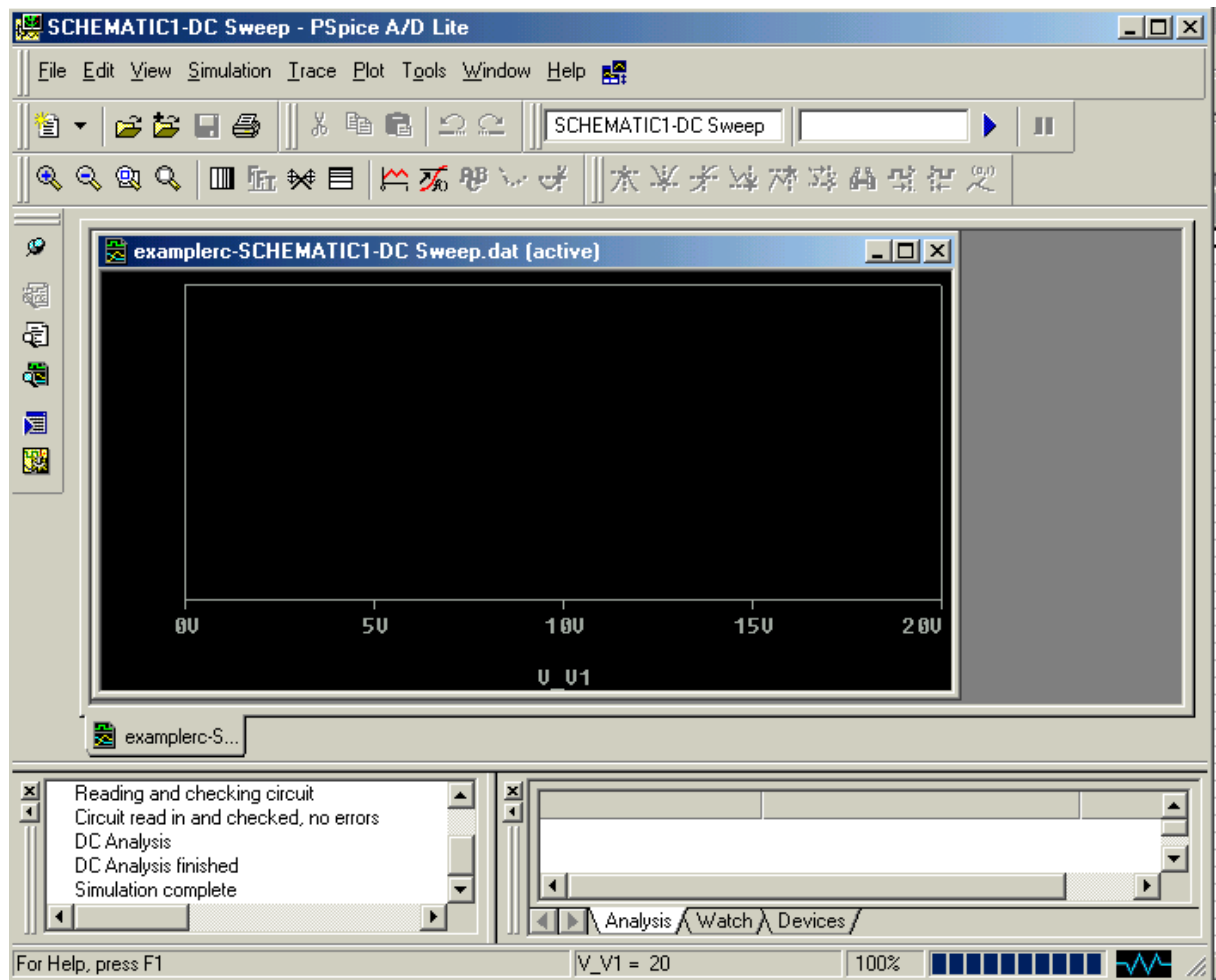 SCHEMATIC1-DC Sweep - PSpice A/D Lite
File Edit View Simulation Trace Plot Tools Window Help
SCHEMATIC1-DC Sweep
examplerc-SCHEMATIC1-DC Sweep.dat (active)
0V 5V 10V 15V 20V
V_V1
examplerc-S...
Reading and checking circuit
Circuit read in and checked, no errors
DC Analysis
DC Analysis finished
Simulation complete
Analysis Watch Devices
For Help, press F1 V_V1 = 20 100%